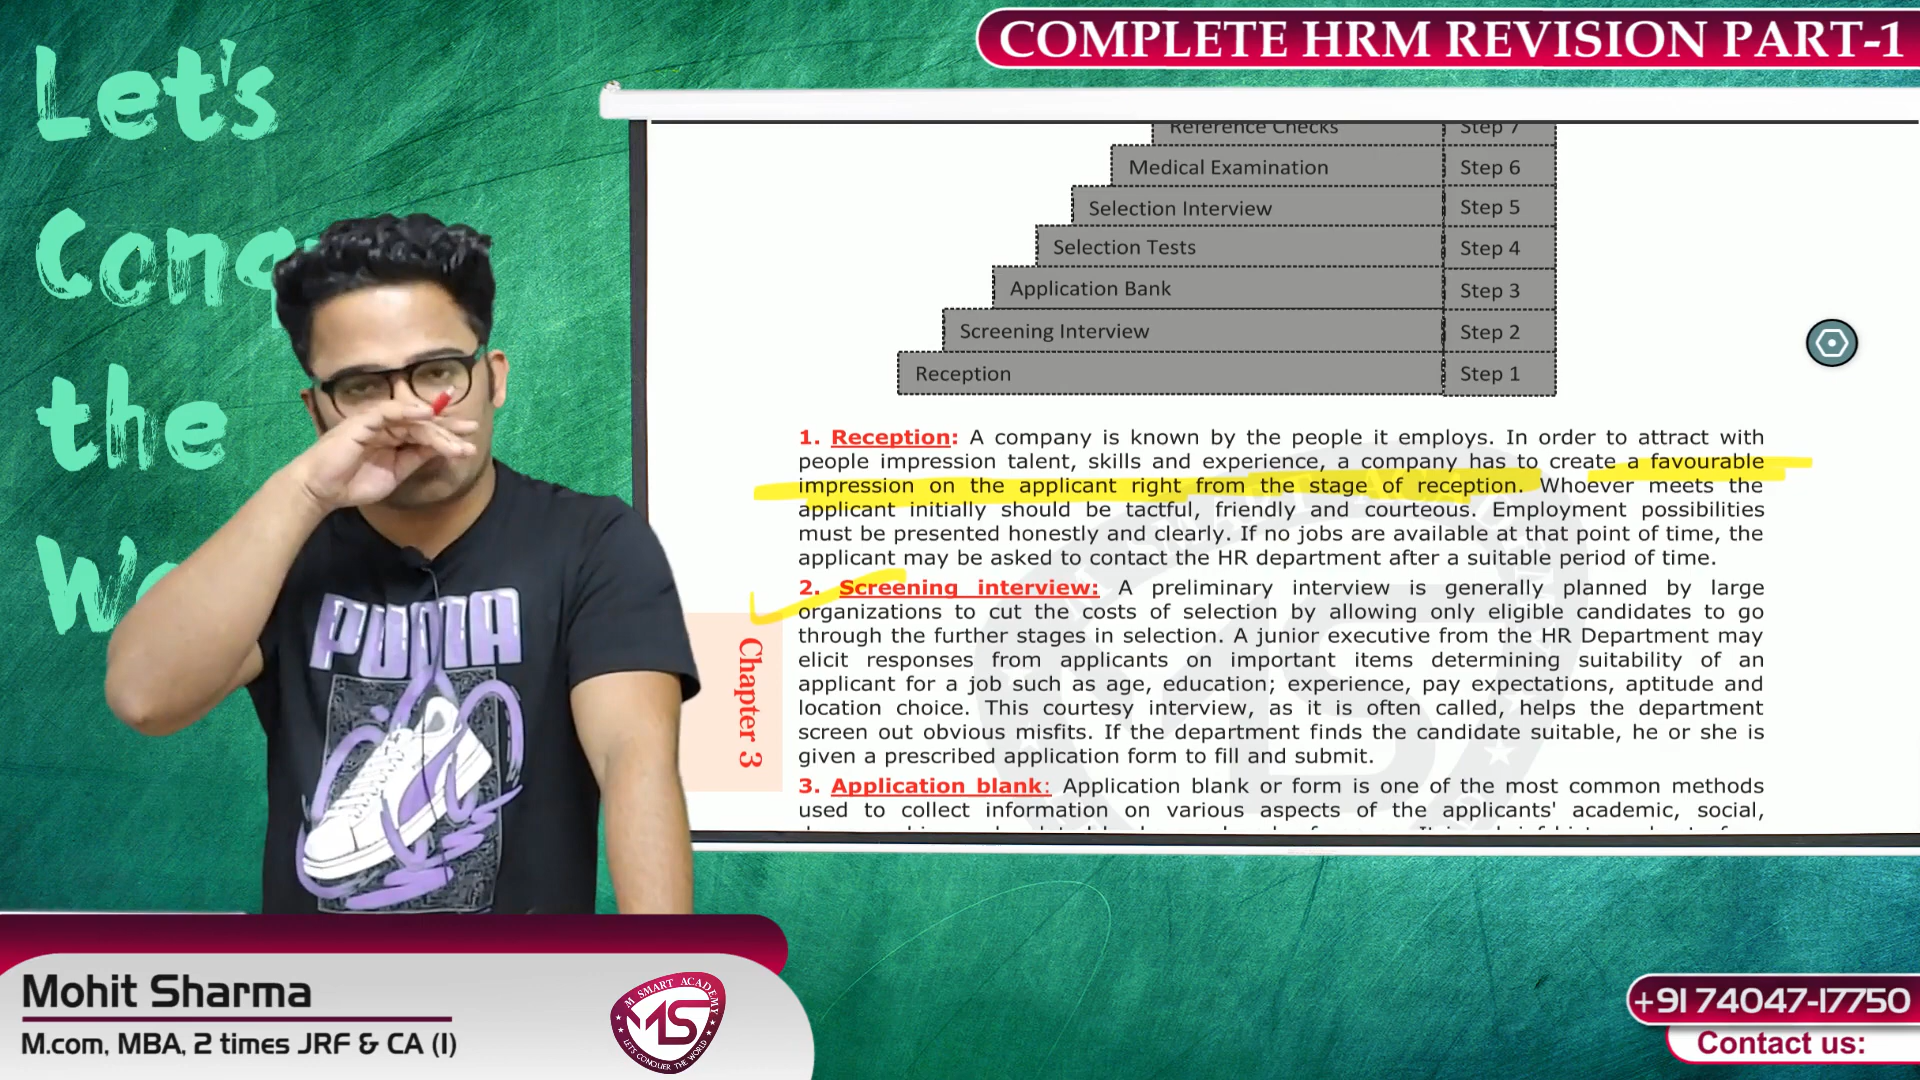 Let's
Conq
the
Wo
COMPLETE HRM REVISION PART-1
Reference Checks Step 7
Medical Examination Step 6
Selection Interview Step 5
Selection Tests Step 4
Application Bank Step 3
Screening Interview Step 2
Reception Step 1
1. Reception: A company is known by the people it employs. In order to attract with
people impression talent, skills and experience, a company has to create a favourable
impression on the applicant right from the stage of reception. Whoever meets the
applicant initially should be tactful, friendly and courteous. Employment possibilities
must be presented honestly and clearly. If no jobs are available at that point of time, the
applicant may be asked to contact the HR department after a suitable period of time.
2. Screening interview: A preliminary interview is generally planned by large
organizations to cut the costs of selection by allowing only eligible candidates to go
through the further stages in selection. A junior executive from the HR Department may
elicit responses from applicants on important items determining suitability of an
applicant for a job such as age, education; experience, pay expectations, aptitude and
location choice. This courtesy interview, as it is often called, helps the department
screen out obvious misfits. If the department finds the candidate suitable, he or she is
given a prescribed application form to fill and submit.
3. Application blank: Application blank or form is one of the most common methods
used to collect information on various aspects of the applicants' academic, social,
Chapter 3
PUMA
Mohit Sharma
M.com, MBA, 2 times JRF & CA (I)
M SMART ACADEMY
MS
LET'S CONQUER THE WORLD
+91 74047-17750
Contact us: